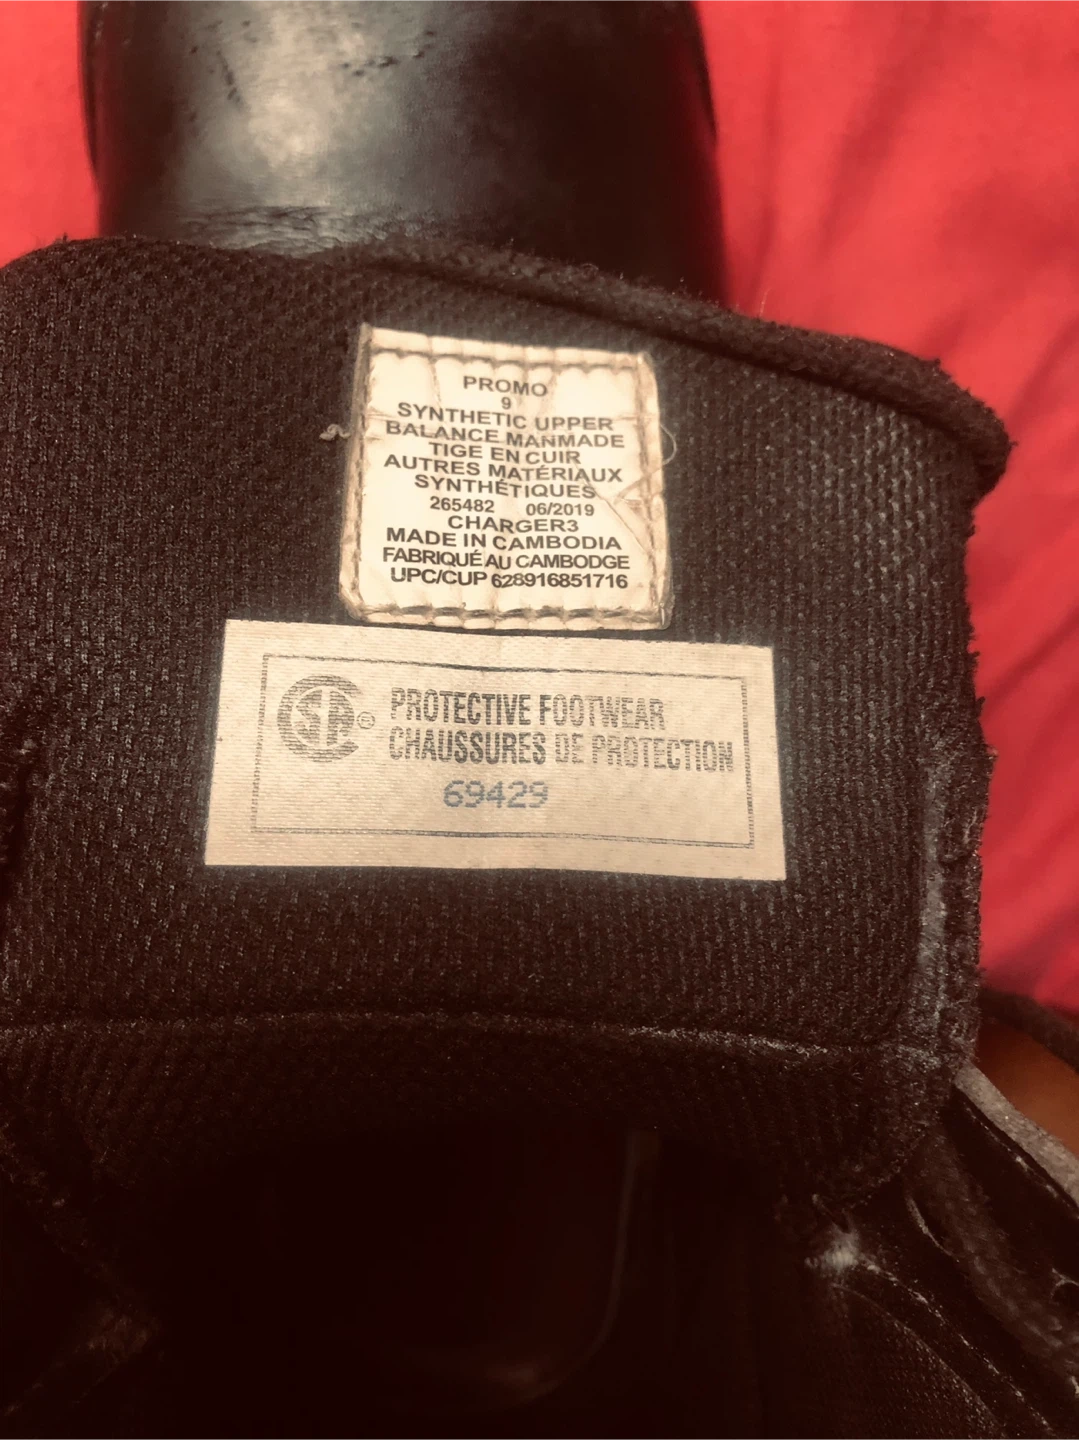 PROMO
9
SYNTHETIC UPPER
BALANCE MANMADE
TIGE EN CUIR
AUTRES MATÉRIAUX
SYNTHÉTIQUES
265482 06/2019
CHARGER3
MADE IN CAMBODIA
FABRIQUÉ AU CAMBODGE
UPC/CUP 628916851716
CSA ® PROTECTIVE FOOTWEAR
CHAUSSURES DE PROTECTION
69429